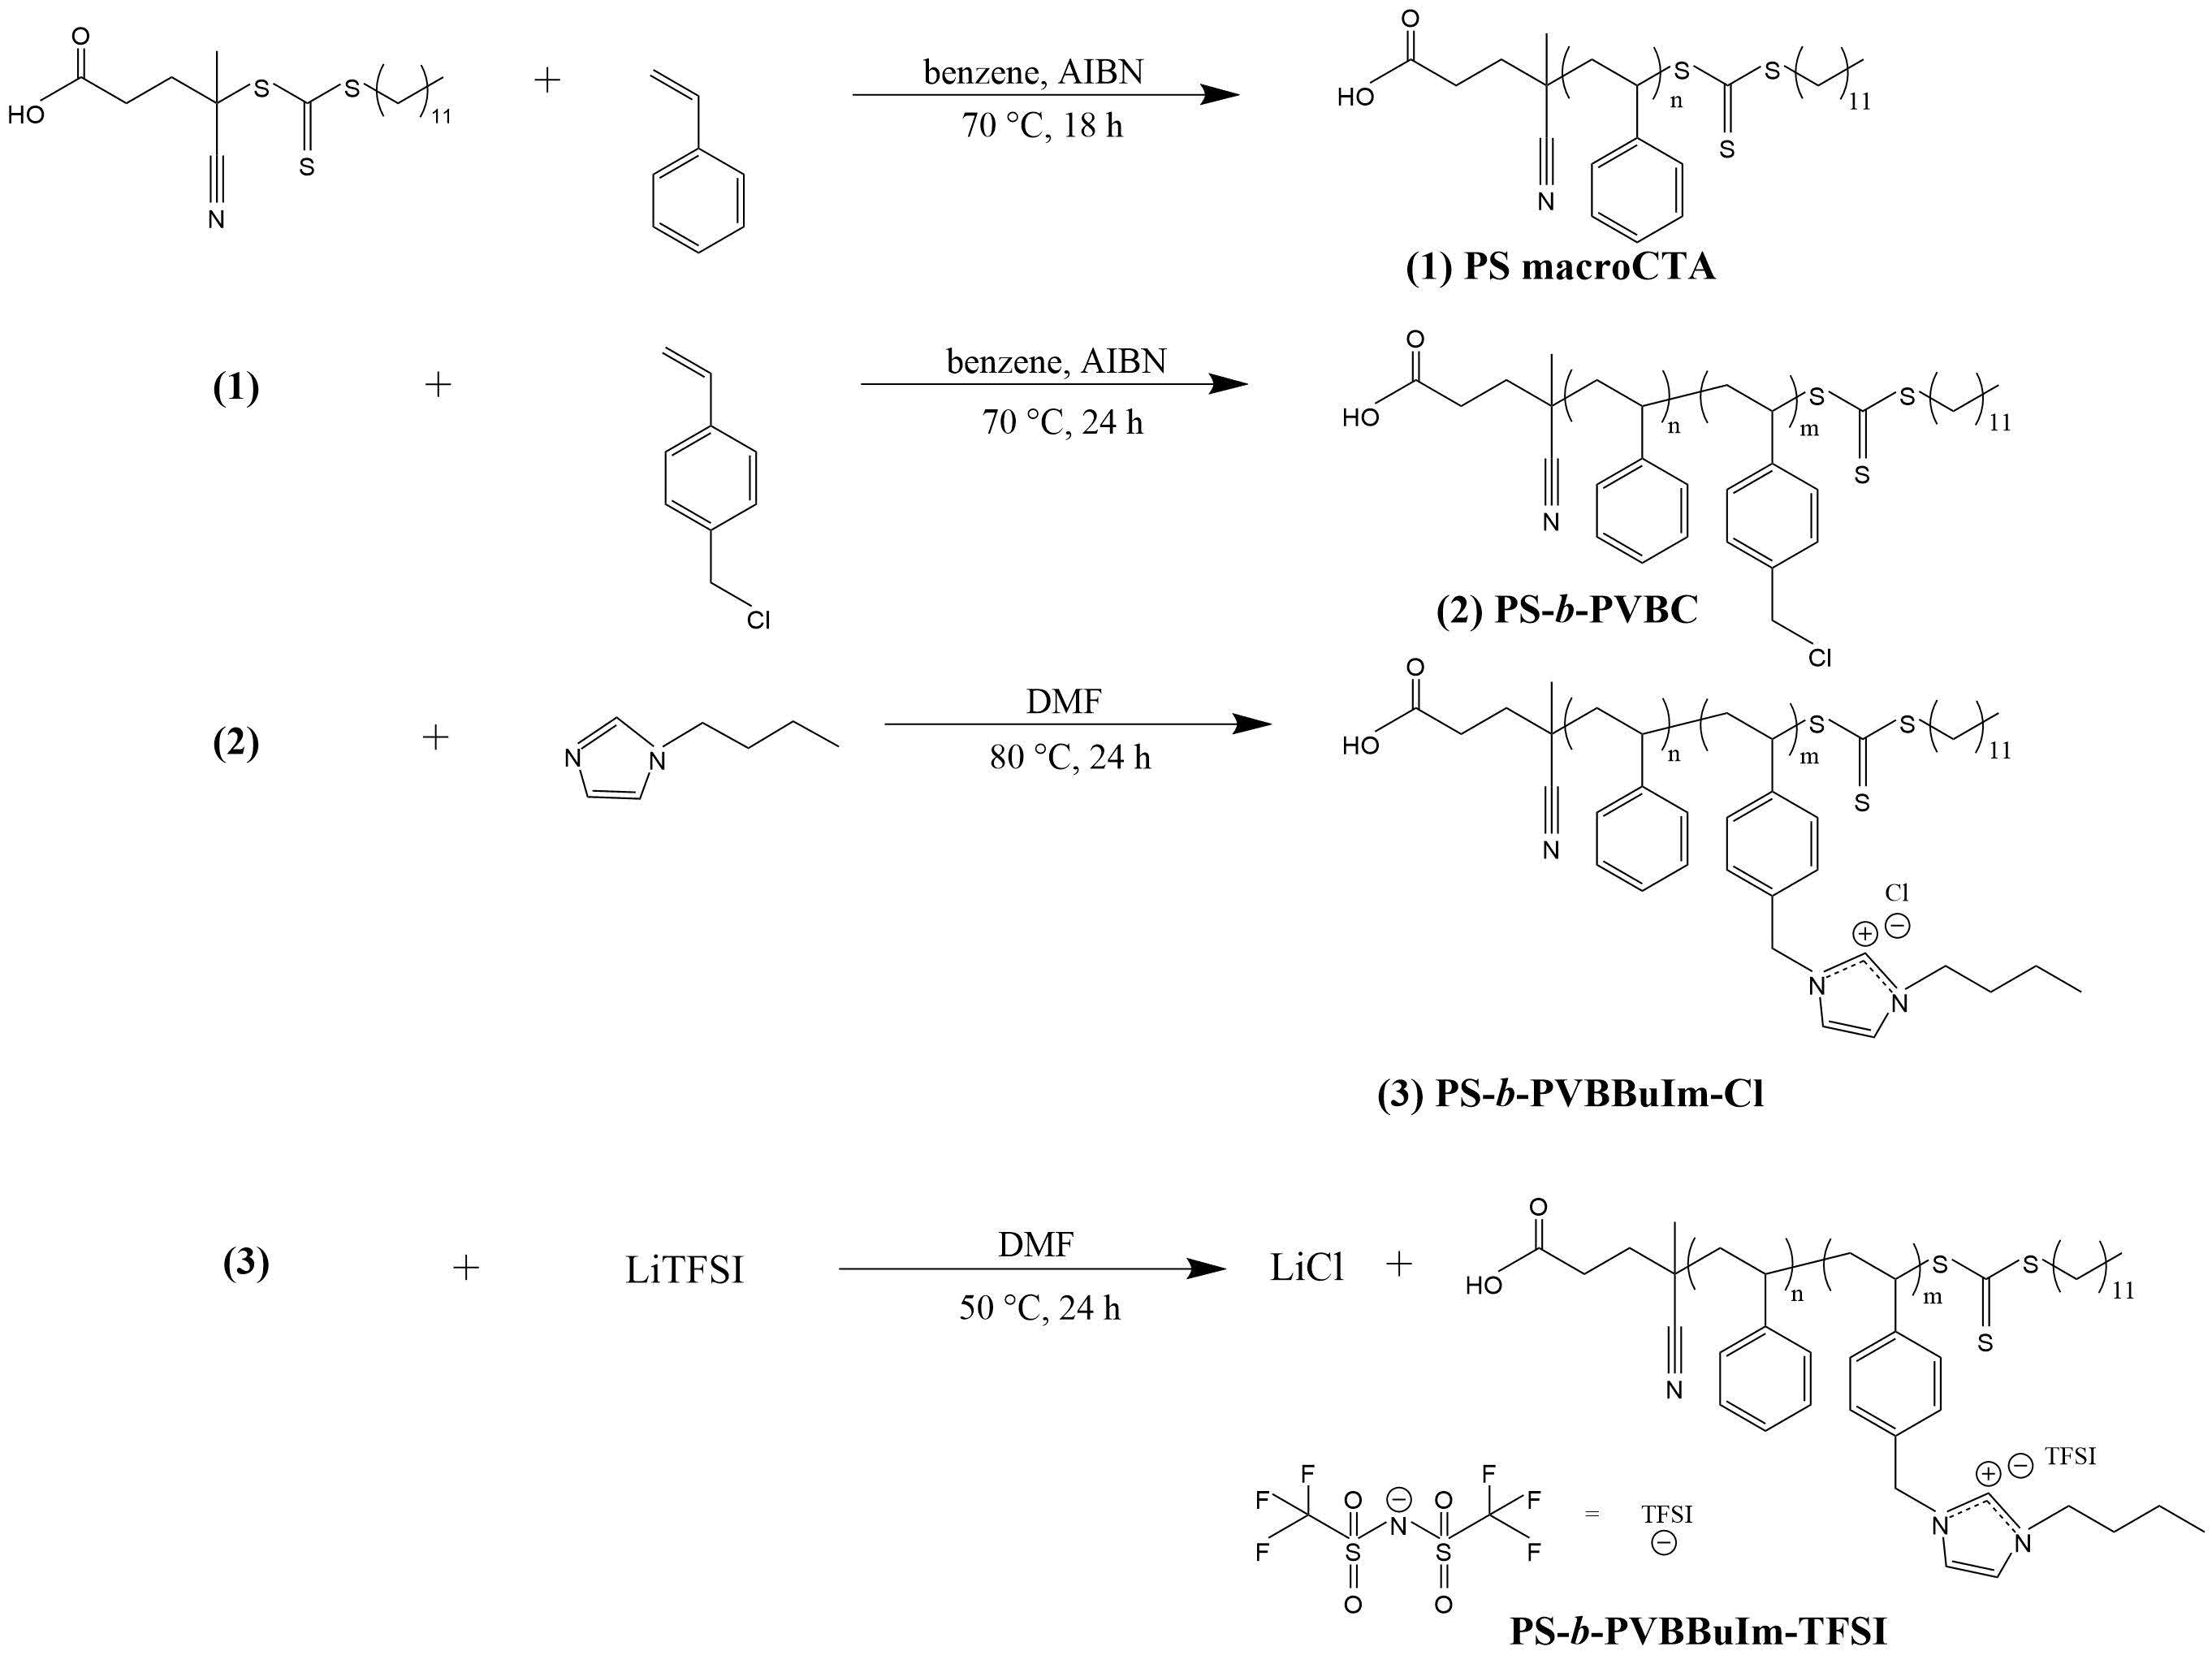 O
HO
S
S
11
S
N
+
benzene, AIBN
70 °C, 18 h
O
HO
n
S
S
11
S
N
(1) PS macroCTA
(1)
+
Cl
benzene, AIBN
70 °C, 24 h
O
HO
n
m
S
S
11
S
N
Cl
(2) PS-b-PVBC
(2)
+
N
N
DMF
80 °C, 24 h
O
HO
n
m
S
S
11
S
N
Cl
+ −
N
N
(3) PS-b-PVBBuIm-Cl
(3)
+
LiTFSI
DMF
50 °C, 24 h
LiCl +
O
HO
n
m
S
S
11
S
N
+ − TFSI
N
N
F F
F O − O F
F S N S F
O O
= TFSI
−
PS-b-PVBBuIm-TFSI